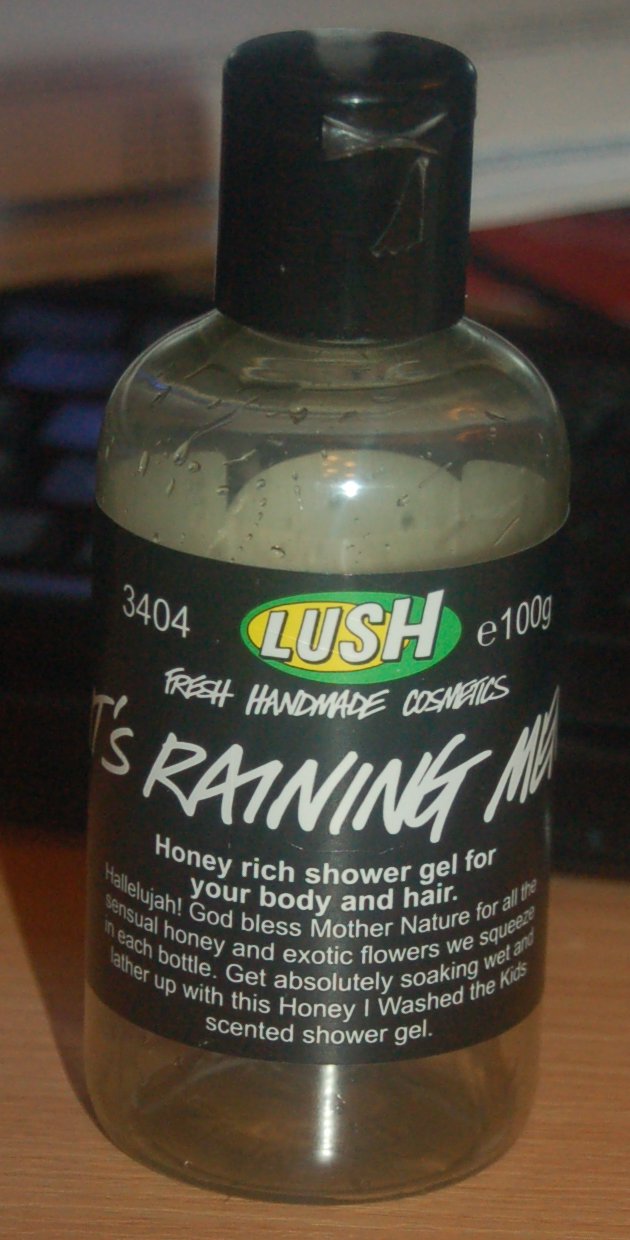 3404 LUSH e100g
FRESH HANDMADE COSMETICS
T's RAINING ME
Honey rich shower gel for
your body and hair.
Hallelujah! God bless Mother Nature for all the
sensual honey and exotic flowers we squeeze
in each bottle. Get absolutely soaking wet and
lather up with this Honey I Washed the Kids
scented shower gel.